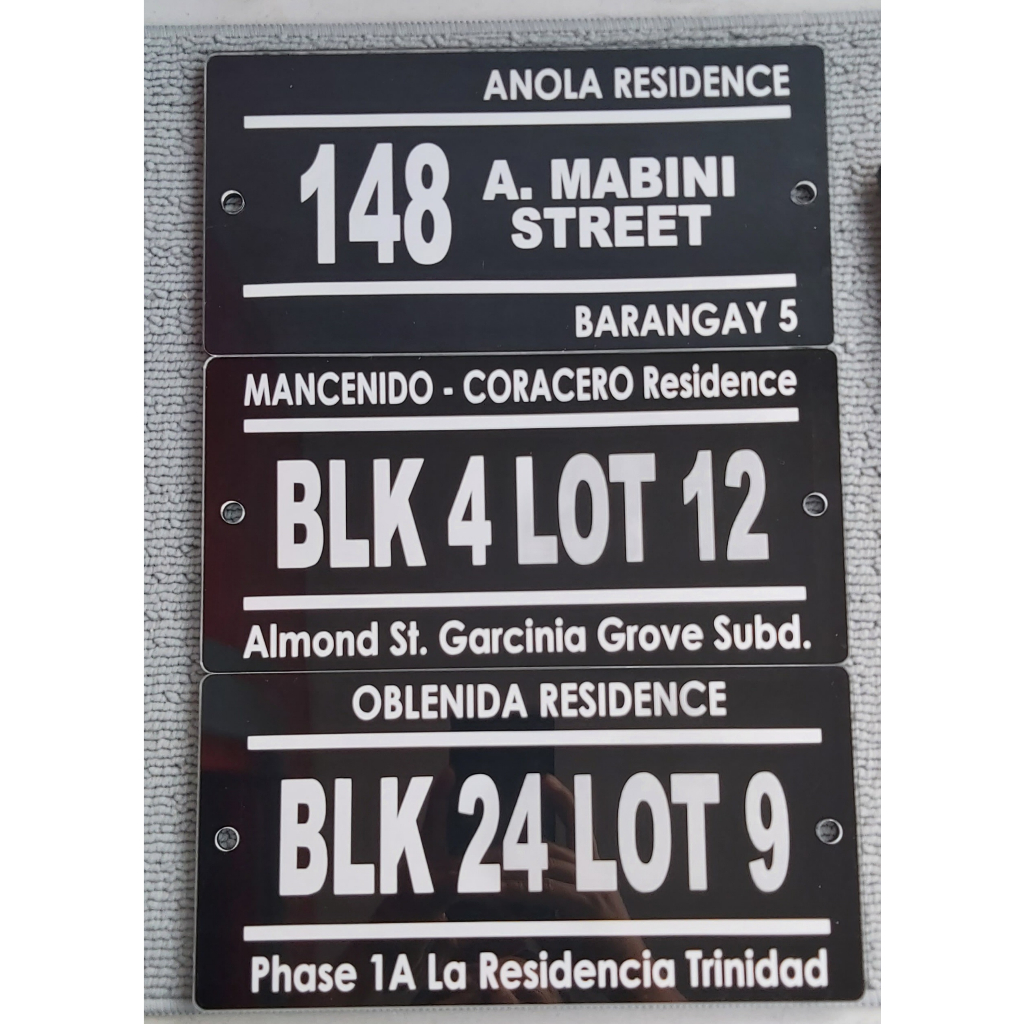 ANOLA RESIDENCE
148 A. MABINI
STREET
BARANGAY 5
MANCENIDO - CORACERO Residence
BLK 4 LOT 12
Almond St. Garcinia Grove Subd.
OBLENIDA RESIDENCE
BLK 24 LOT 9
Phase 1A La Residencia Trinidad